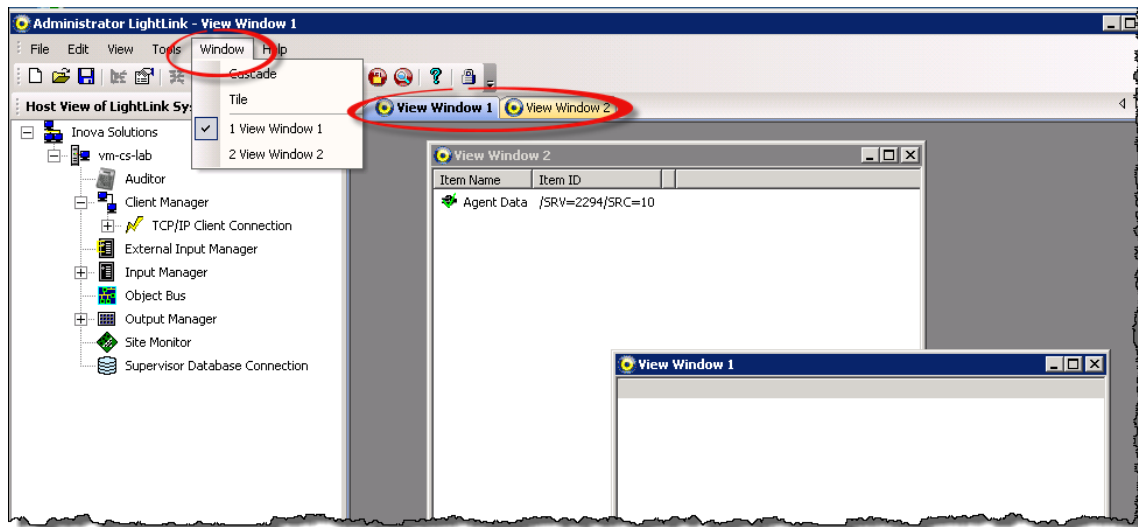 Administrator LightLink - View Window 1
File Edit View Tools Window Help
Cascade
Tile
1 View Window 1
2 View Window 2
Host View of LightLink Sy
View Window 1 View Window 2
Inova Solutions
vm-cs-lab
Auditor
Client Manager
TCP/IP Client Connection
External Input Manager
Input Manager
Object Bus
Output Manager
Site Monitor
Supervisor Database Connection
View Window 2
Item Name Item ID
Agent Data /SRV=2294/SRC=10
View Window 1